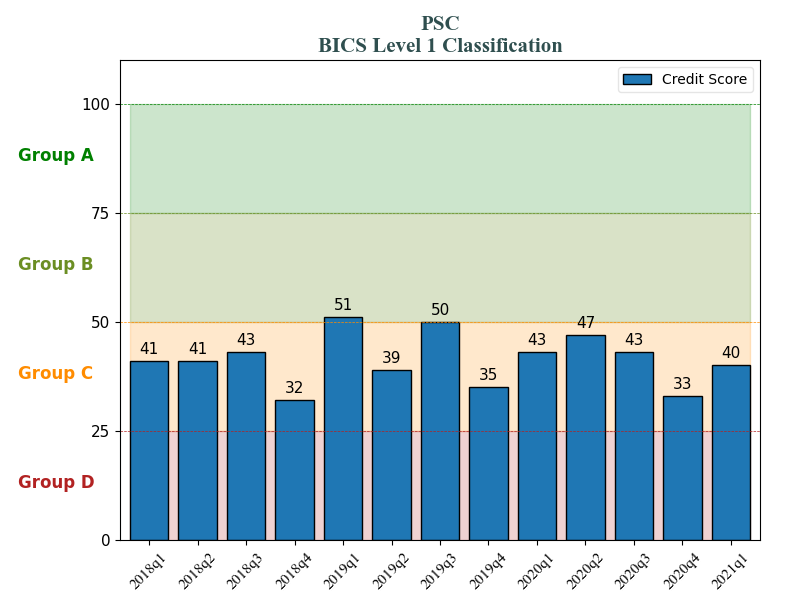 PSC
BICS Level 1 Classification
Credit Score
100
Group A
75
Group B
50
Group C
25
Group D
0
41
41
43
32
51
39
50
35
43
47
43
33
40
2018q1
2018q2
2018q3
2018q4
2019q1
2019q2
2019q3
2019q4
2020q1
2020q2
2020q3
2020q4
2021q1